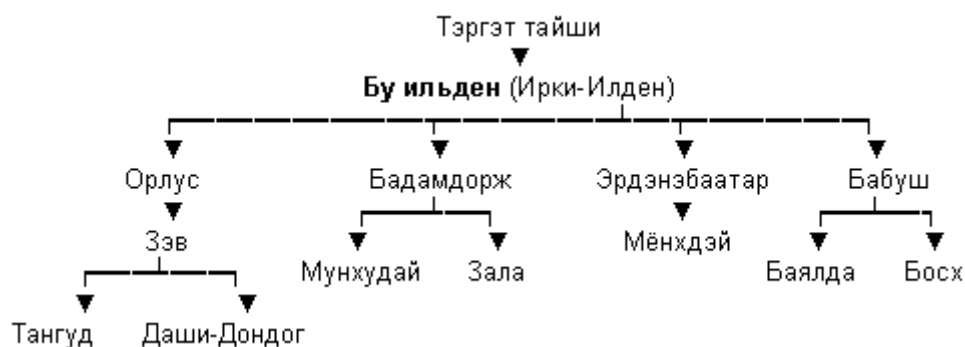 Тэргэт тайши
Бу ильден (Ирки-Илден)
Орлус Бадамдорж Эрдэнэбаатар Бабуш
Зэв Мунхудай Зала Мёнхдэй Баялда Босх
Тангуд Даши-Дондог